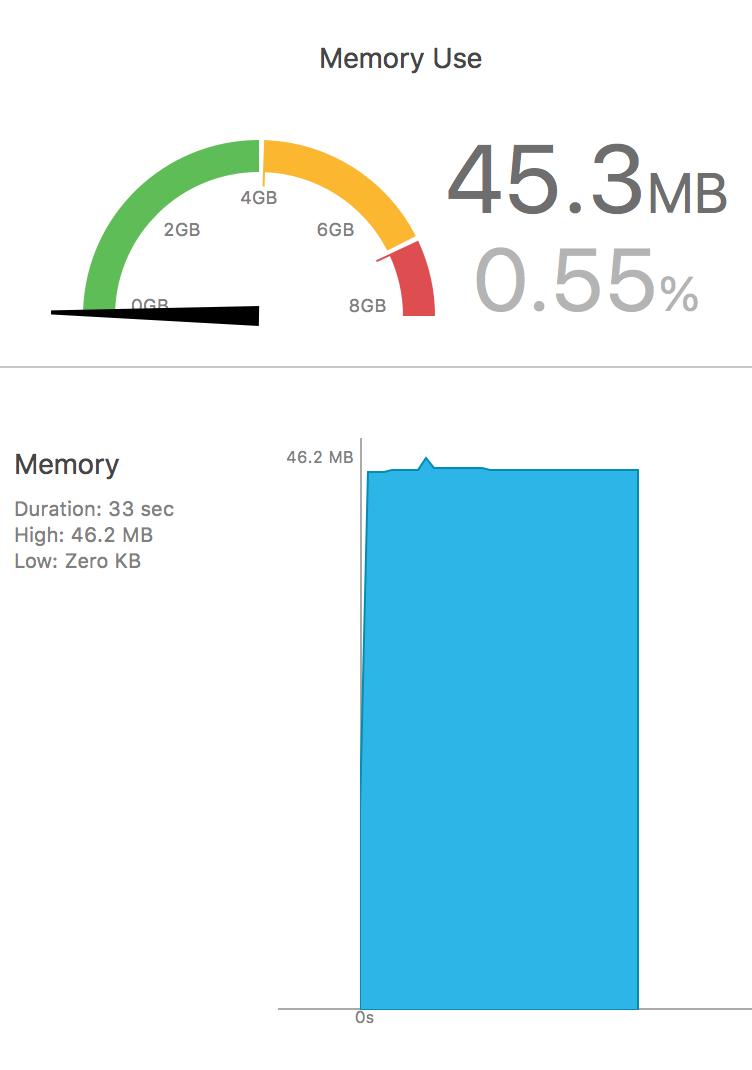 Memory Use
45.3MB
0.55%
0GB
2GB
4GB
6GB
8GB
Memory
Duration: 33 sec
High: 46.2 MB
Low: Zero KB
46.2 MB
0s